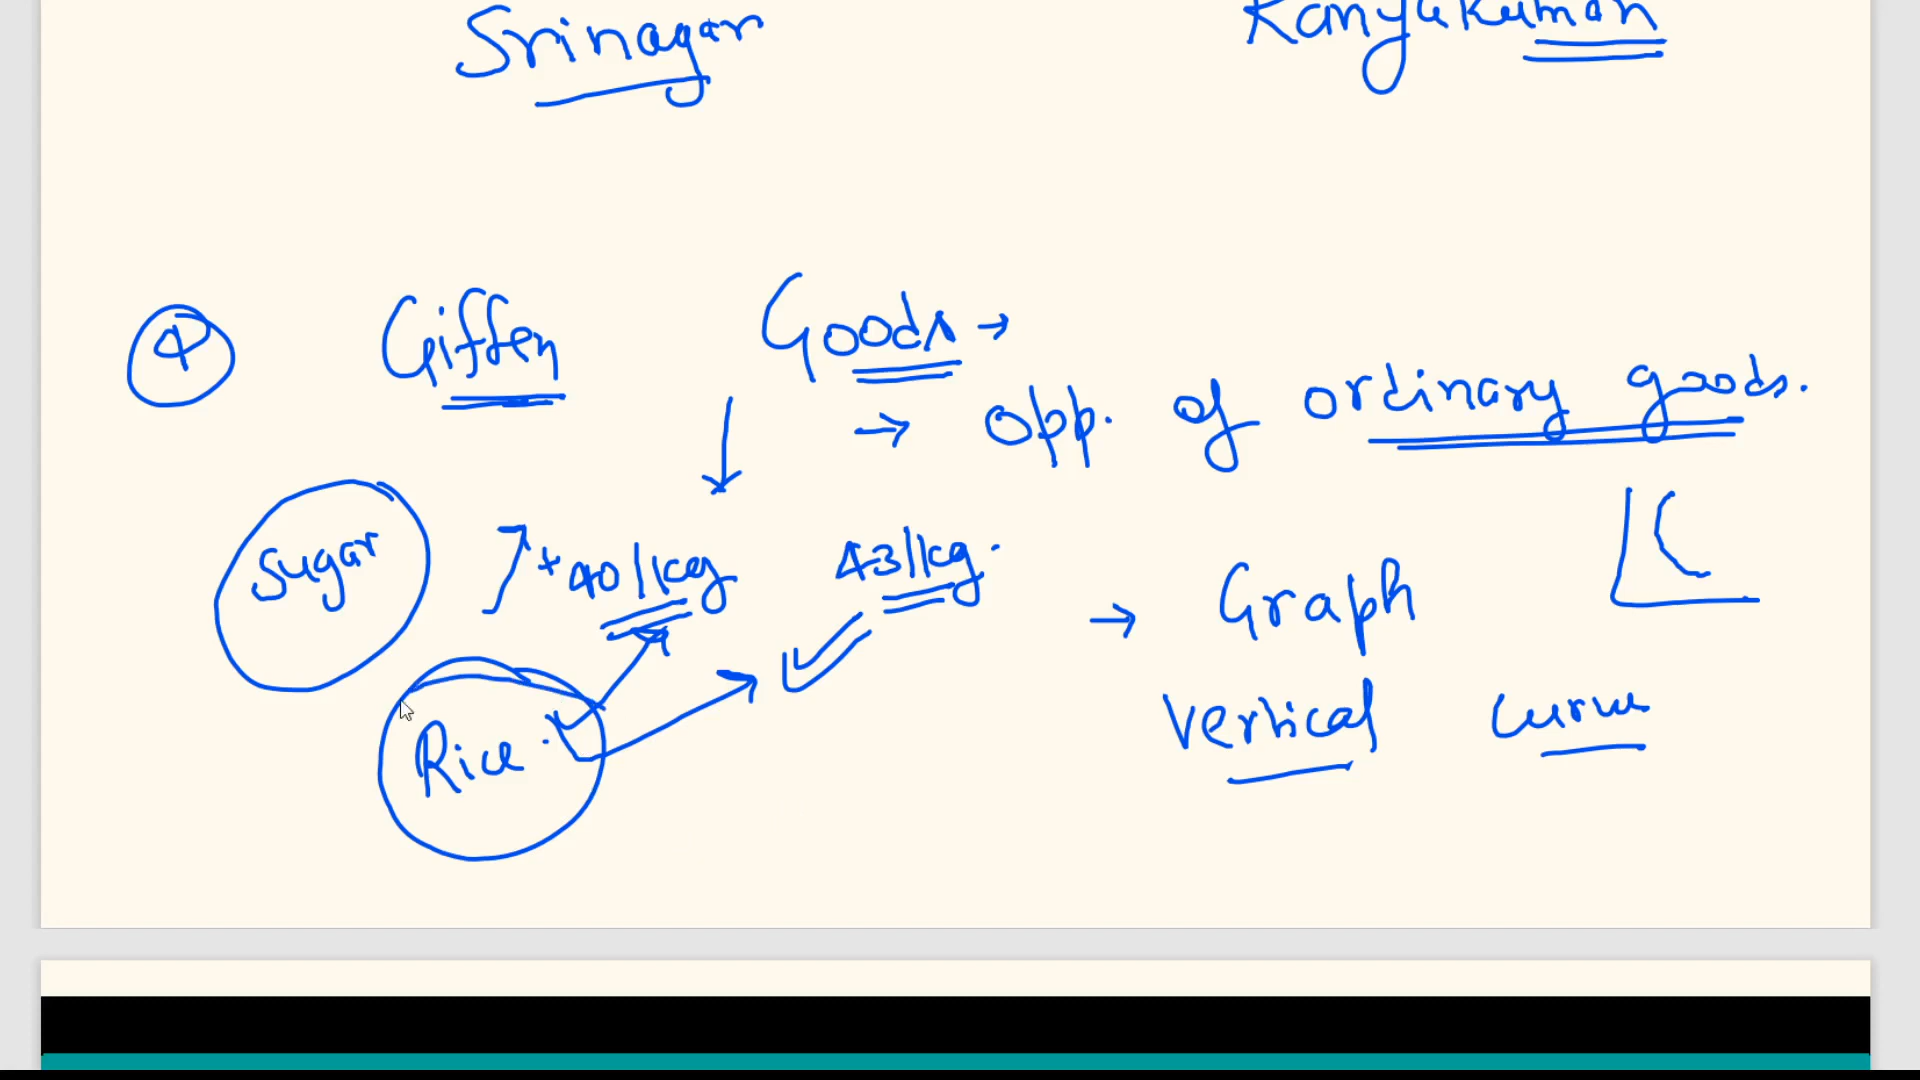 Srinagar Kanyakumari
④ Giffen Goods →
→ opp. of ordinary goods.
Sugar 40/kg 43/kg.
→ Graph
Rice. Vertical curve